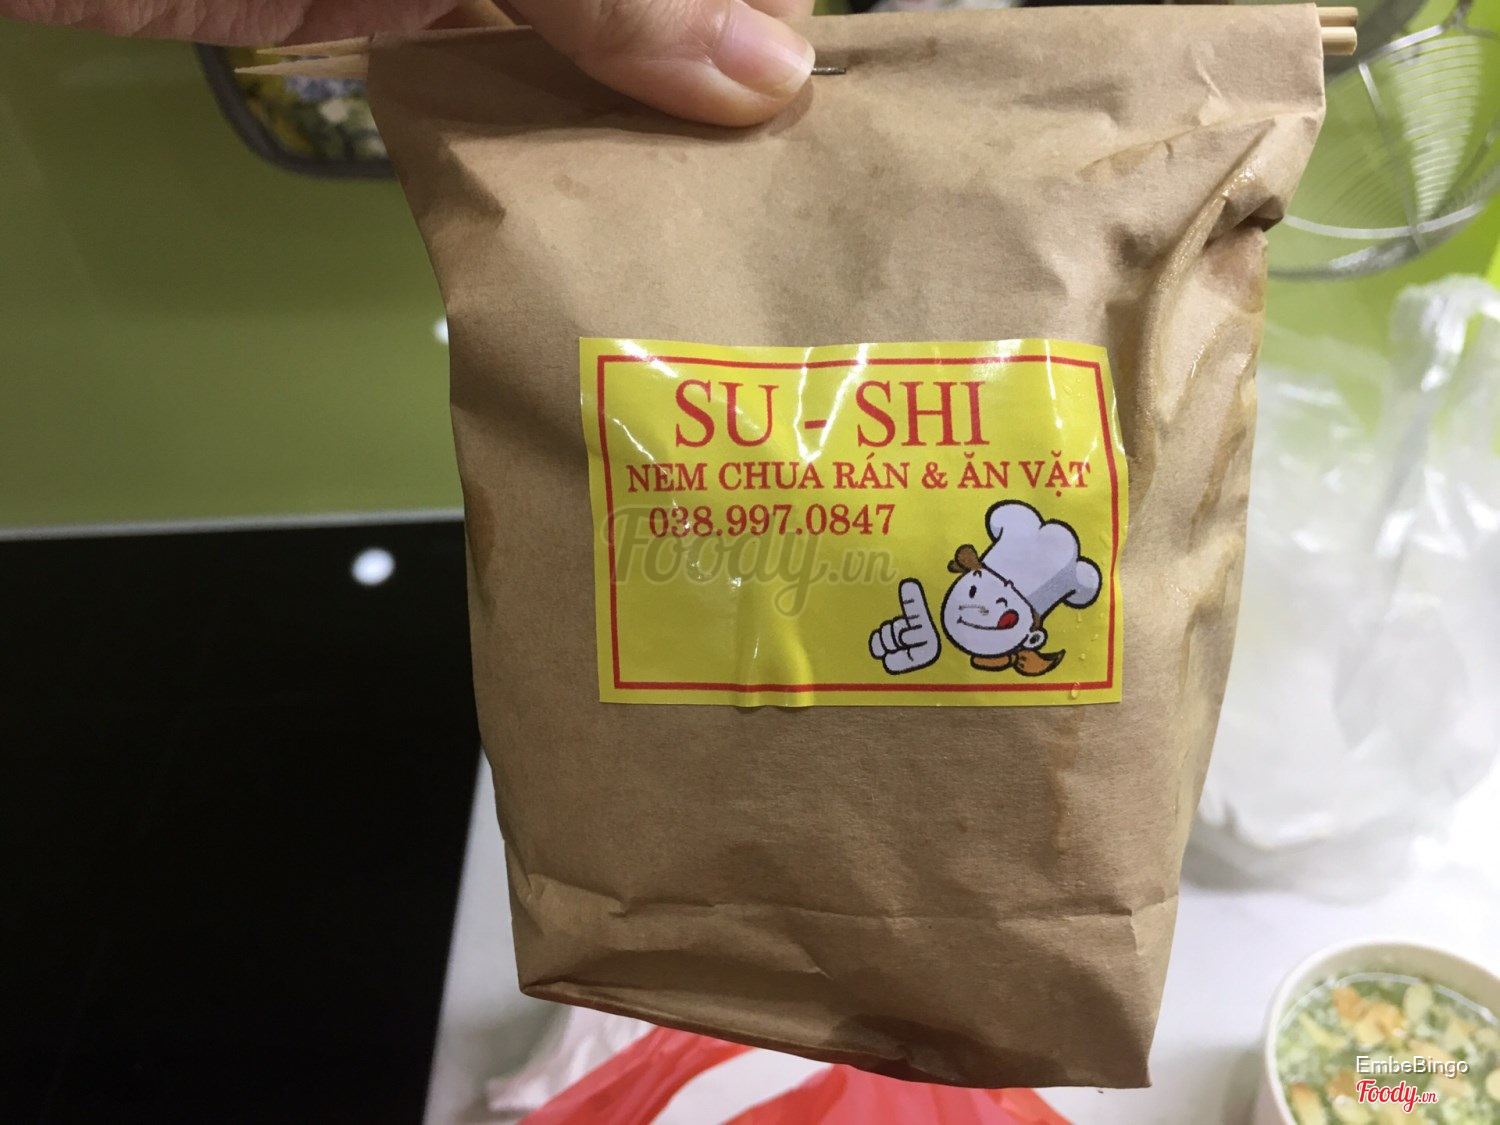 SU - SHI
NEM CHUA RÁN & ĂN VẶT
038.997.0847
Foody.vn
EmbeBingo
Foody.vn